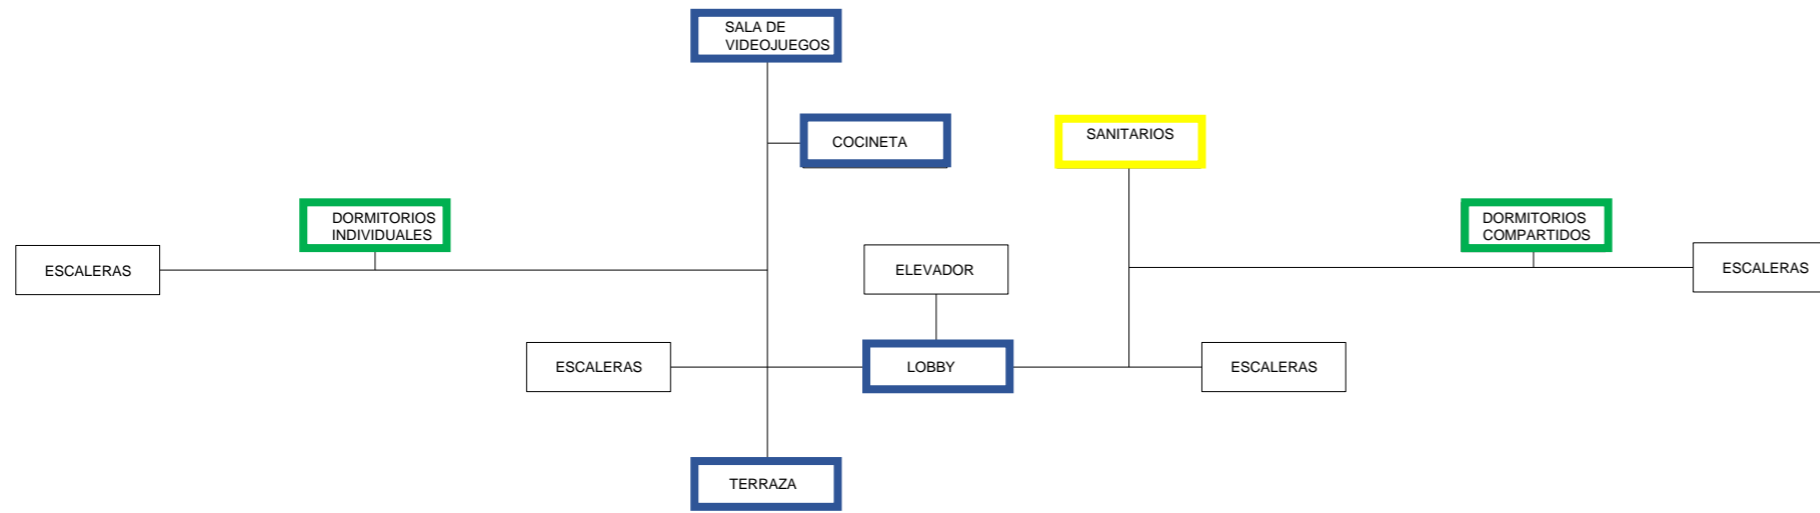 SALA DE
VIDEOJUEGOS
COCINETA
SANITARIOS
DORMITORIOS
INDIVIDUALES
DORMITORIOS
COMPARTIDOS
ESCALERAS
ELEVADOR
ESCALERAS
ESCALERAS
LOBBY
ESCALERAS
TERRAZA